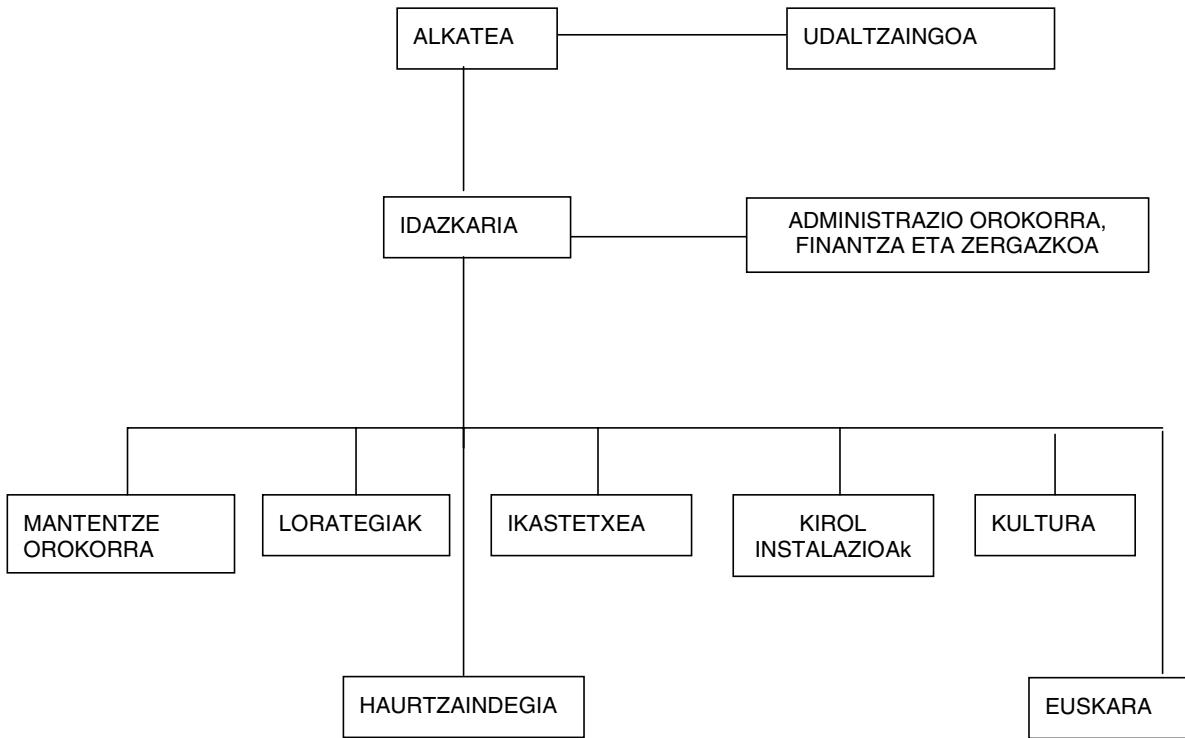 ALKATEA
UDALTZAINGOA
IDAZKARIA
ADMINISTRAZIO OROKORRA,
FINANTZA ETA ZERGAZKOA
MANTENTZE
OROKORRA
LORATEGIAK
IKASTETXEA
KIROL
INSTALAZIOAk
KULTURA
HAURTZAINDEGIA
EUSKARA